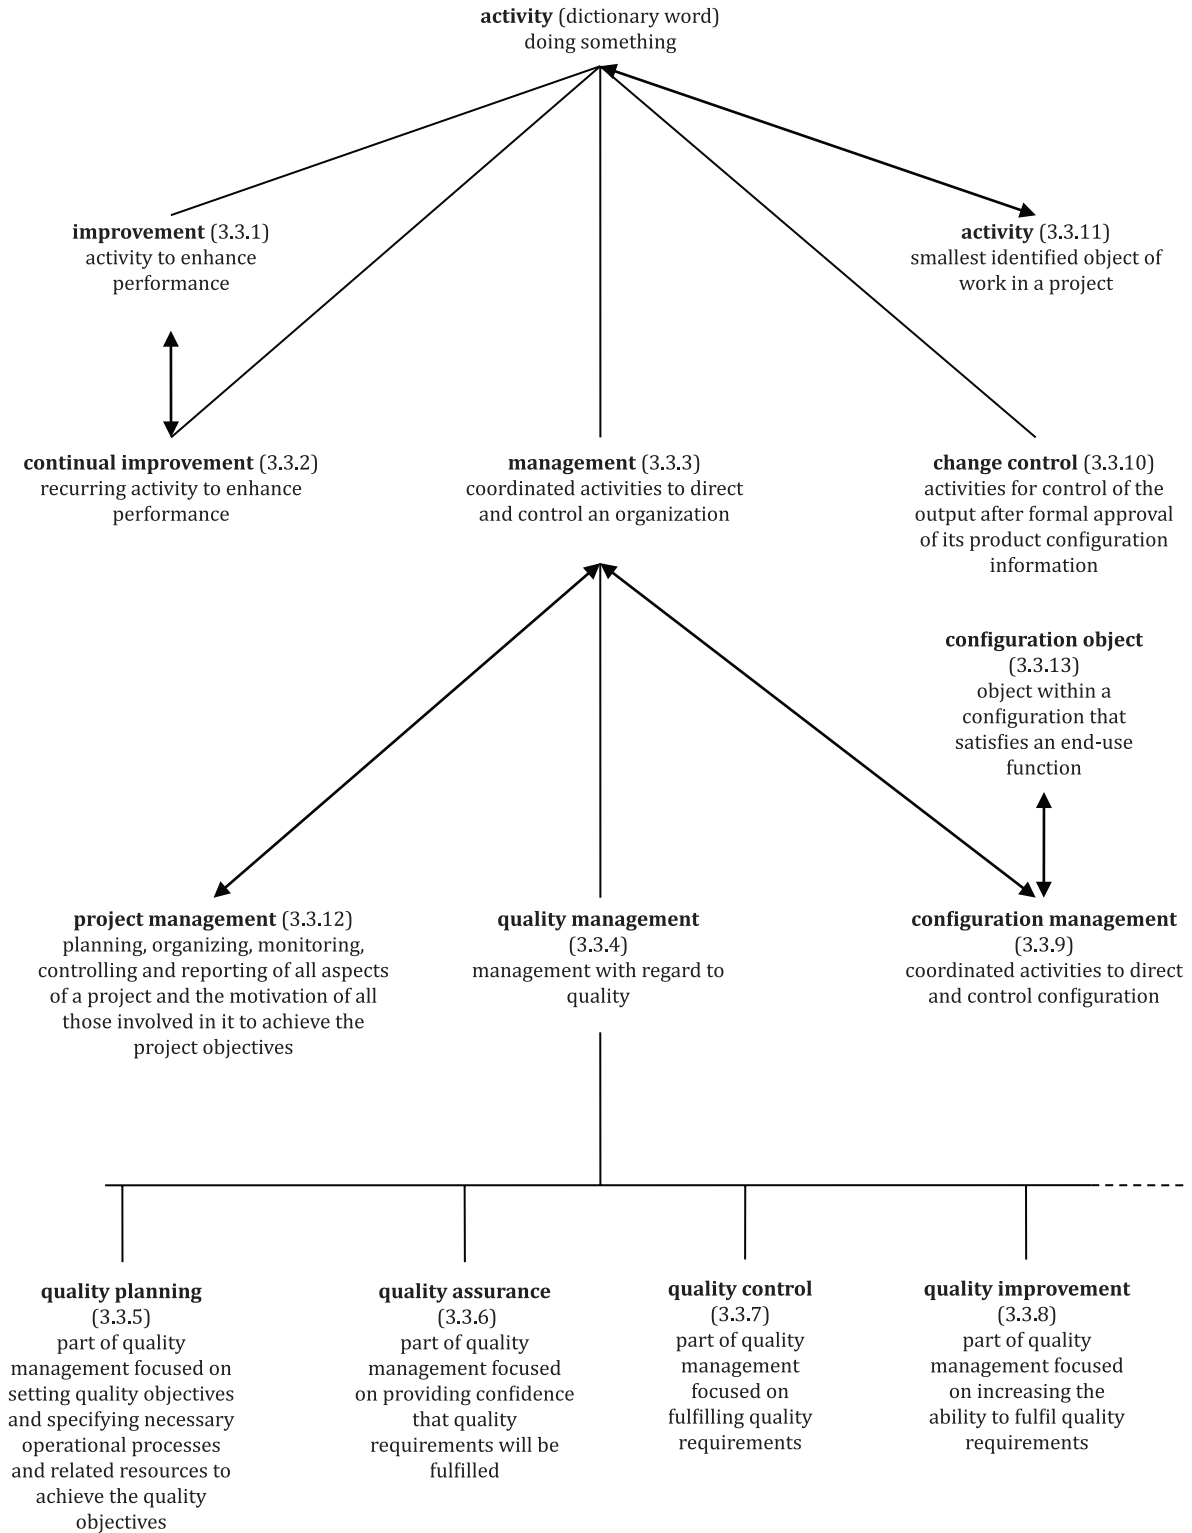 activity (dictionary word)
doing something
improvement (3.3.1)
activity to enhance
performance
activity (3.3.11)
smallest identified object of
work in a project
continual improvement (3.3.2)
recurring activity to enhance
performance
management (3.3.3)
coordinated activities to direct
and control an organization
change control (3.3.10)
activities for control of the
output after formal approval
of its product configuration
information
configuration object
(3.3.13)
object within a
configuration that
satisfies an end-use
function
project management (3.3.12)
planning, organizing, monitoring,
controlling and reporting of all aspects
of a project and the motivation of all
those involved in it to achieve the
project objectives
quality management
(3.3.4)
management with regard to
quality
configuration management
(3.3.9)
coordinated activities to direct
and control configuration
quality planning
(3.3.5)
part of quality
management focused on
setting quality objectives
and specifying necessary
operational processes
and related resources to
achieve the quality
objectives
quality assurance
(3.3.6)
part of quality
management focused
on providing confidence
that quality
requirements will be
fulfilled
quality control
(3.3.7)
part of quality
management
focused on
fulfilling quality
requirements
quality improvement
(3.3.8)
part of quality
management focused
on increasing the
ability to fulfil quality
requirements